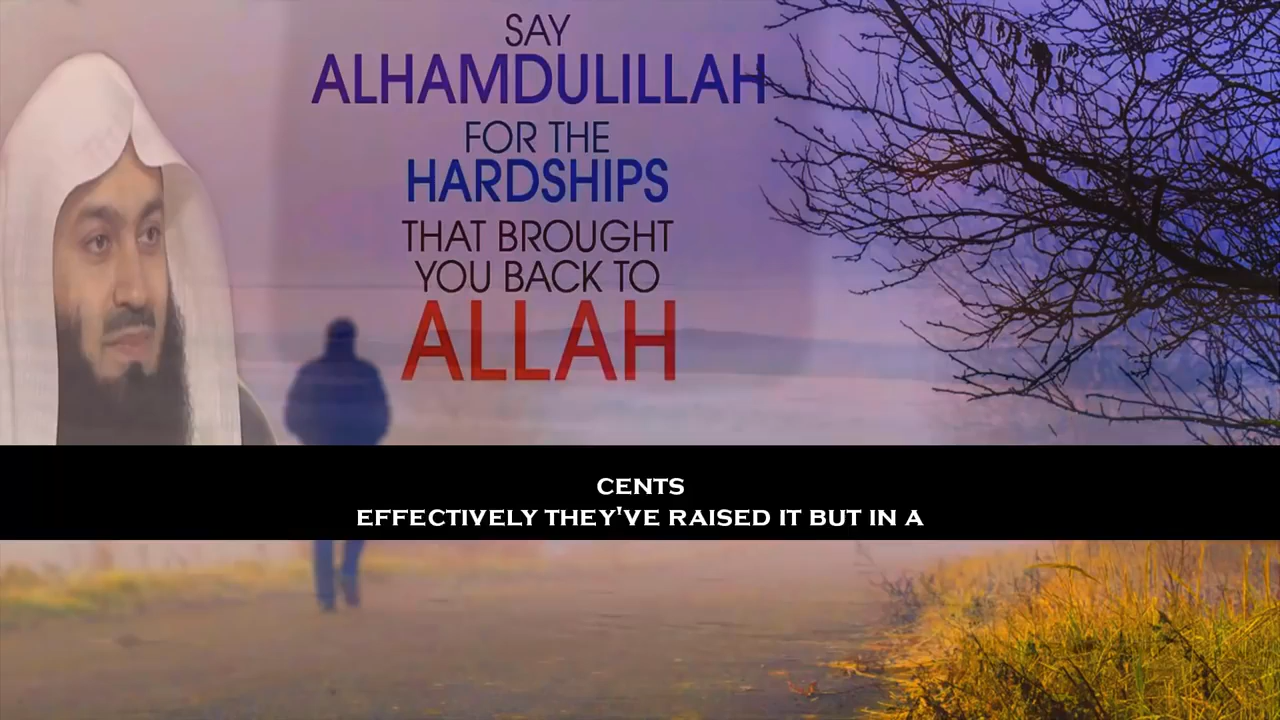 SAY
ALHAMDULILLAH
FOR THE
HARDSHIPS
THAT BROUGHT
YOU BACK TO
ALLAH
CENTS
EFFECTIVELY THEY'VE RAISED IT BUT IN A